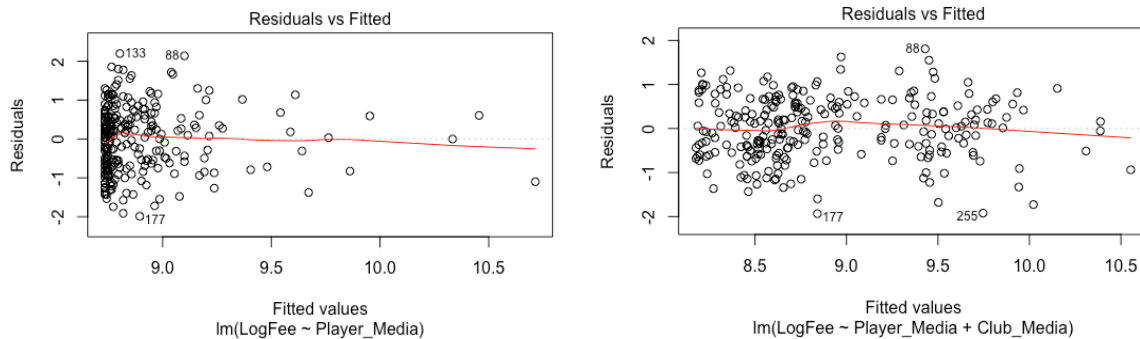 Residuals vs Fitted
Residuals
2
1
0
-1
-2
133
88
177
9.0 9.5 10.0 10.5
Fitted values
lm(LogFee ~ Player_Media)
Residuals vs Fitted
Residuals
2
1
0
-1
-2
88
177
255
8.5 9.0 9.5 10.0 10.5
Fitted values
lm(LogFee ~ Player_Media + Club_Media)